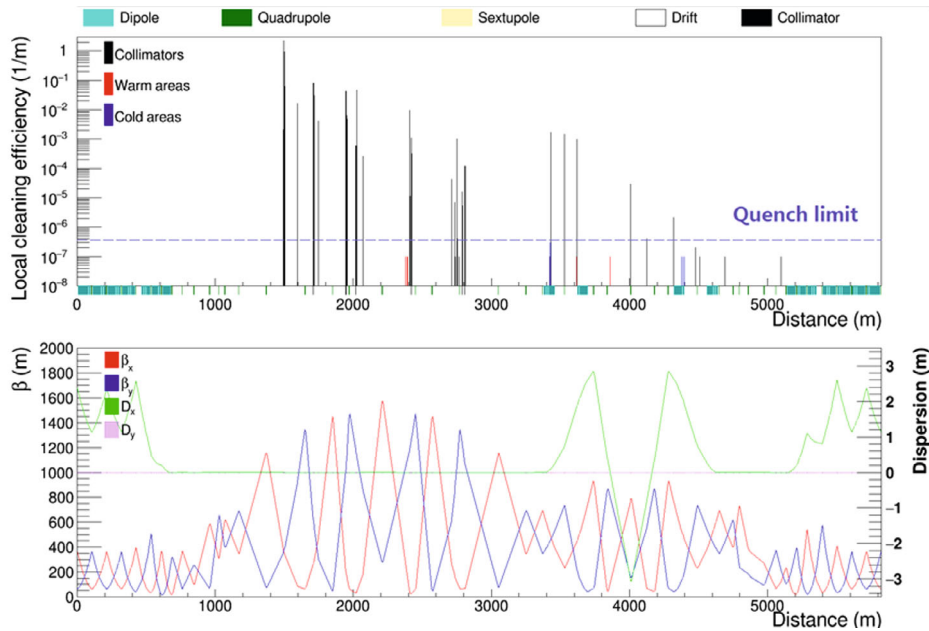 Dipole Quadrupole Sextupole Drift Collimator
Local cleaning efficiency (1/m)
1
10⁻¹
10⁻²
10⁻³
10⁻⁴
10⁻⁵
10⁻⁶
10⁻⁷
10⁻⁸
Collimators
Warm areas
Cold areas
Quench limit
0 1000 2000 3000 4000 5000
Distance (m)
β (m)
2000
1800
1600
1400
1200
1000
800
600
400
200
0
βx
βy
Dx
Dy
3
2
1
0
−1
−2
−3
Dispersion (m)
0 1000 2000 3000 4000 5000
Distance (m)